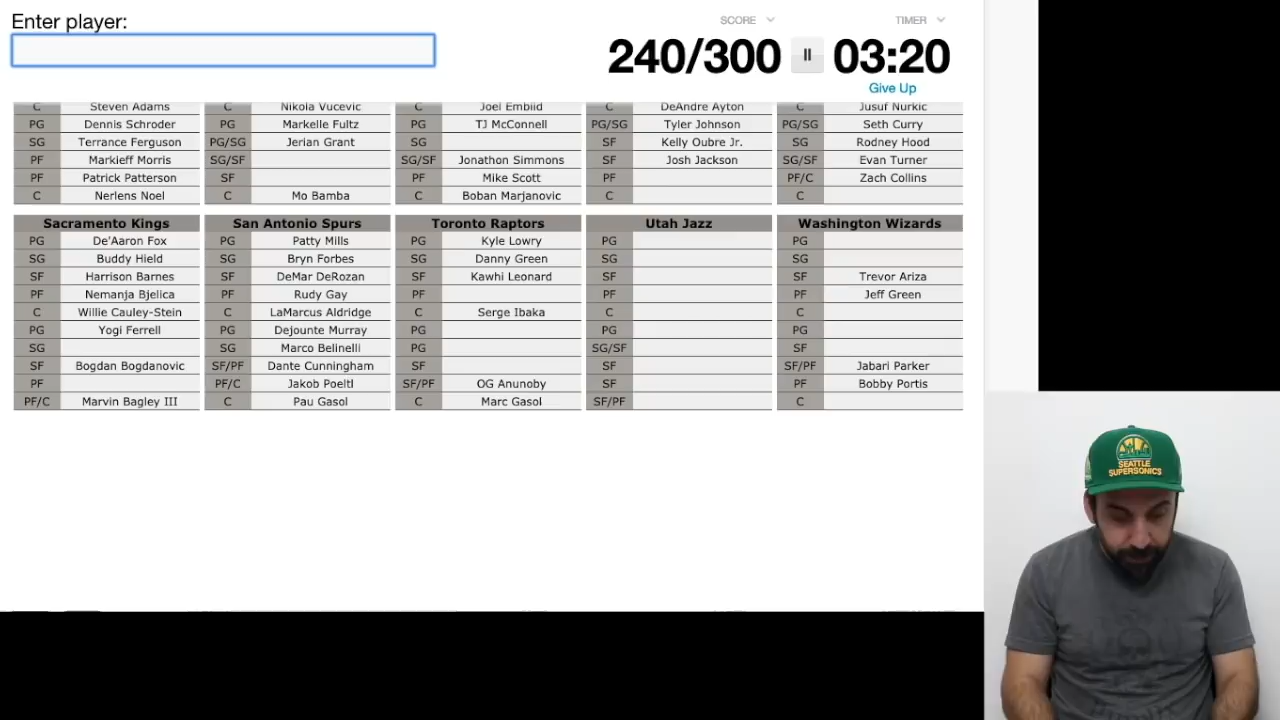 Enter player:
SCORE
TIMER
240/300
03:20
Give Up
C Steven Adams C Nikola Vucevic C Joel Embiid C DeAndre Ayton C Jusuf Nurkic
PG Dennis Schroder PG Markelle Fultz PG TJ McConnell PG/SG Tyler Johnson PG/SG Seth Curry
SG Terrance Ferguson PG/SG Jerian Grant SG SF Kelly Oubre Jr. SG Rodney Hood
PF Markieff Morris SG/SF SG/SF Jonathon Simmons SF Josh Jackson SG/SF Evan Turner
PF Patrick Patterson SF PF Mike Scott PF PF/C Zach Collins
C Nerlens Noel C Mo Bamba C Boban Marjanovic C C
Sacramento Kings San Antonio Spurs Toronto Raptors Utah Jazz Washington Wizards
PG De'Aaron Fox PG Patty Mills PG Kyle Lowry PG PG
SG Buddy Hield SG Bryn Forbes SG Danny Green SG SG
SF Harrison Barnes SF DeMar DeRozan SF Kawhi Leonard SF SF Trevor Ariza
PF Nemanja Bjelica PF Rudy Gay PF PF PF Jeff Green
C Willie Cauley-Stein C LaMarcus Aldridge C Serge Ibaka C C
PG Yogi Ferrell PG Dejounte Murray PG PG PG
SG SG Marco Belinelli PG SG/SF SF
SF Bogdan Bogdanovic SF/PF Dante Cunningham SF SF SF/PF Jabari Parker
PF PF/C Jakob Poeltl SF/PF OG Anunoby SF PF Bobby Portis
PF/C Marvin Bagley III C Pau Gasol C Marc Gasol SF/PF C
SEATTLE
SUPERSONICS